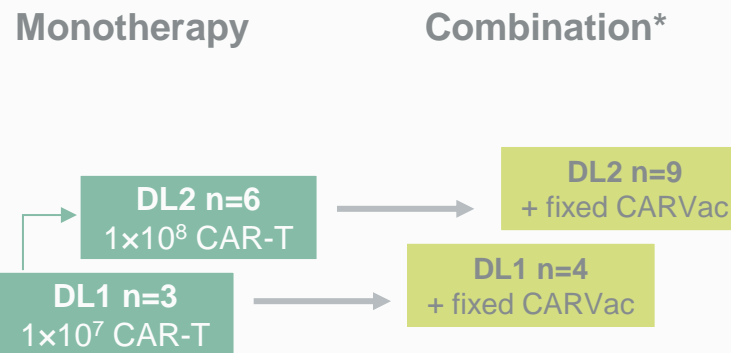 Monotherapy
Combination*
DL2 n=9
+ fixed CARVac
DL2 n=6
1×10⁸ CAR-T
DL1 n=4
+ fixed CARVac
DL1 n=3
1×10⁷ CAR-T